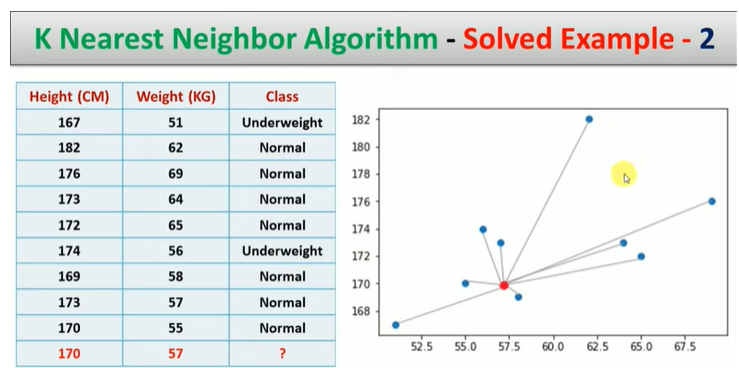 K Nearest Neighbor Algorithm - Solved Example - 2
Height (CM) Weight (KG) Class
167 51 Underweight
182 62 Normal
176 69 Normal
173 64 Normal
172 65 Normal
174 56 Underweight
169 58 Normal
173 57 Normal
170 55 Normal
170 57 ?
182
180
178
176
174
172
170
168
52.5 55.0 57.5 60.0 62.5 65.0 67.5